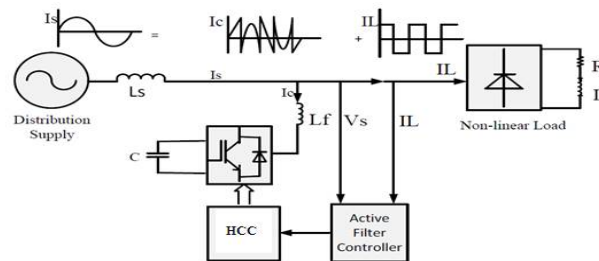 Is
=
Ic
+
IL
Ls
Is
Ic
IL
Distribution
Supply
Lf
Vs
IL
Non-linear Load
C
HCC
Active
Filter
Controller